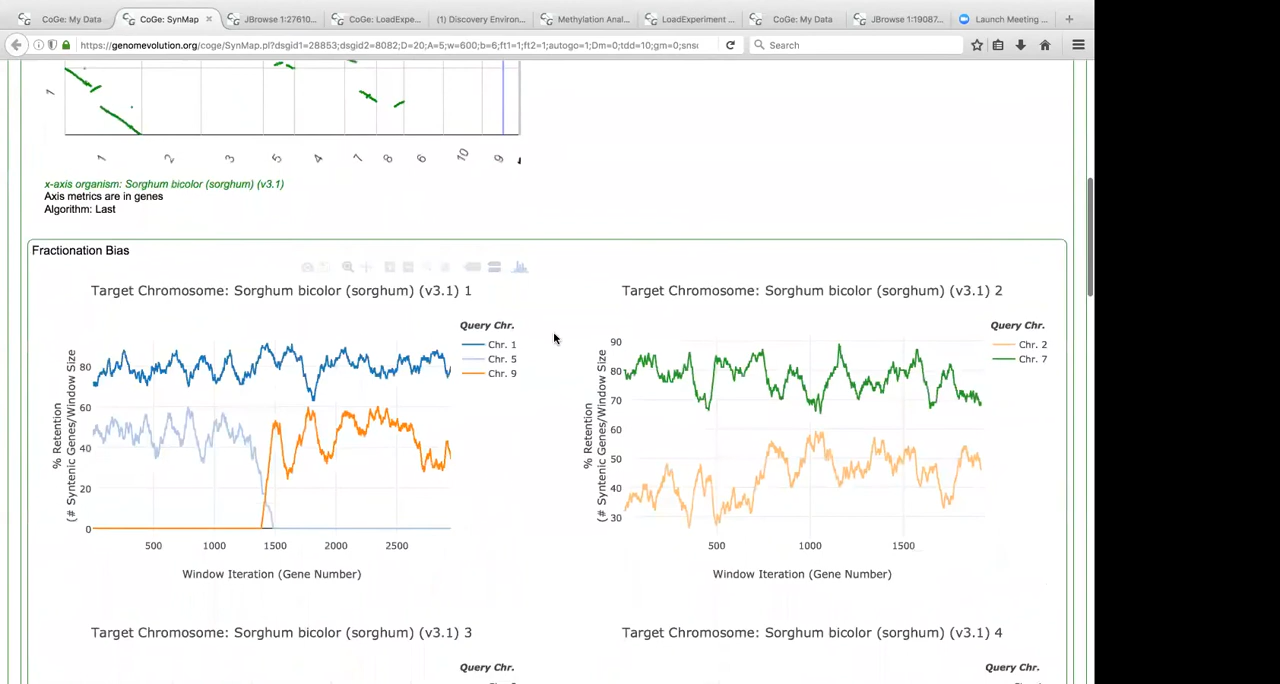 CoGe: My Data
CoGe: SynMap
JBrowse 1:27610...
CoGe: LoadExpe...
(1) Discovery Environ...
Methylation Anal...
LoadExperiment ...
CoGe: My Data
JBrowse 1:19087...
Launch Meeting ...
https://genomevolution.org/coge/SynMap.pl?dsgid1=28853;dsgid2=8082;D=20;A=5;w=600;b=6;ft1=1;ft2=1;autogo=1;Dm=0;tdd=10;gm=0;snsd
Search
1
1 2 3 5 4 7 8 6 10 9
x-axis organism: Sorghum bicolor (sorghum) (v3.1)
Axis metrics are in genes
Algorithm: Last
Fractionation Bias
Target Chromosome: Sorghum bicolor (sorghum) (v3.1) 1
Query Chr.
Chr. 1
Chr. 5
Chr. 9
% Retention
(# Syntenic Genes/Window Size)
80
60
40
20
0
500 1000 1500 2000 2500
Window Iteration (Gene Number)
Target Chromosome: Sorghum bicolor (sorghum) (v3.1) 2
Query Chr.
Chr. 2
Chr. 7
% Retention
(# Syntenic Genes/Window Size)
90
80
70
60
50
40
30
500 1000 1500
Window Iteration (Gene Number)
Target Chromosome: Sorghum bicolor (sorghum) (v3.1) 3
Query Chr.
Target Chromosome: Sorghum bicolor (sorghum) (v3.1) 4
Query Chr.